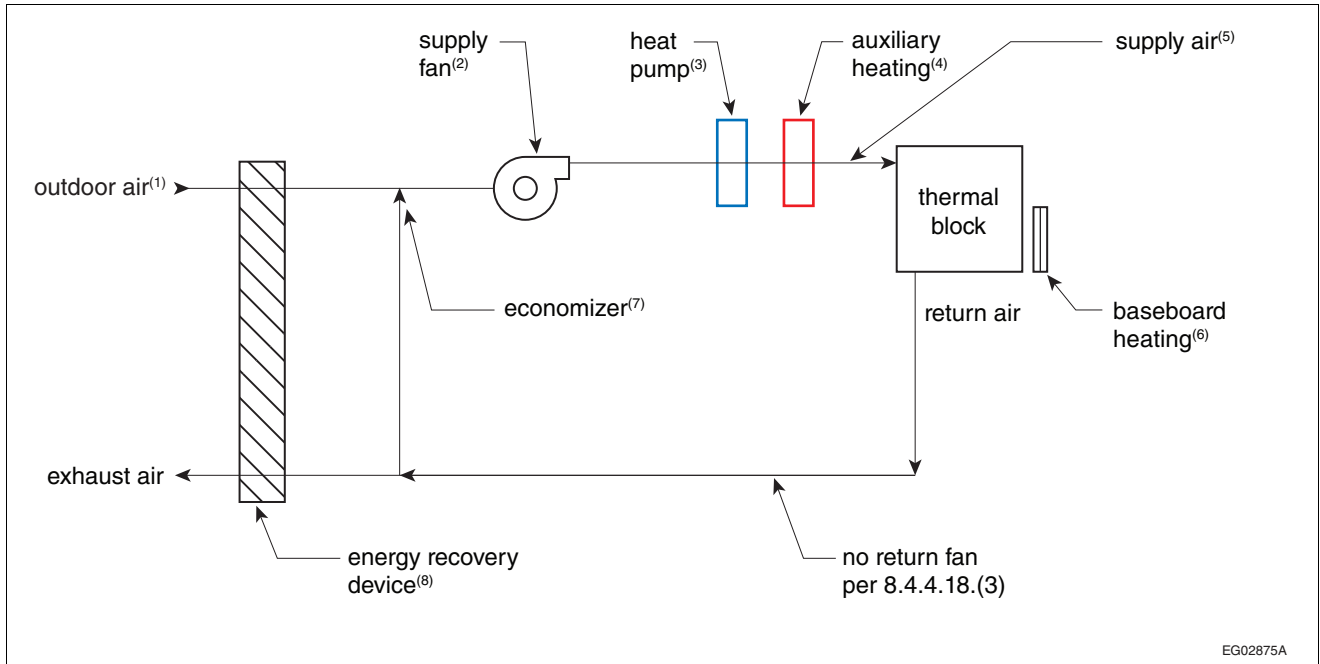 supply
fan(2)
heat
pump(3)
auxiliary
heating(4)
supply air(5)
outdoor air(1)
thermal
block
economizer(7)
return air
baseboard
heating(6)
exhaust air
energy recovery
device(8)
no return fan
per 8.4.4.18.(3)
EG02875A